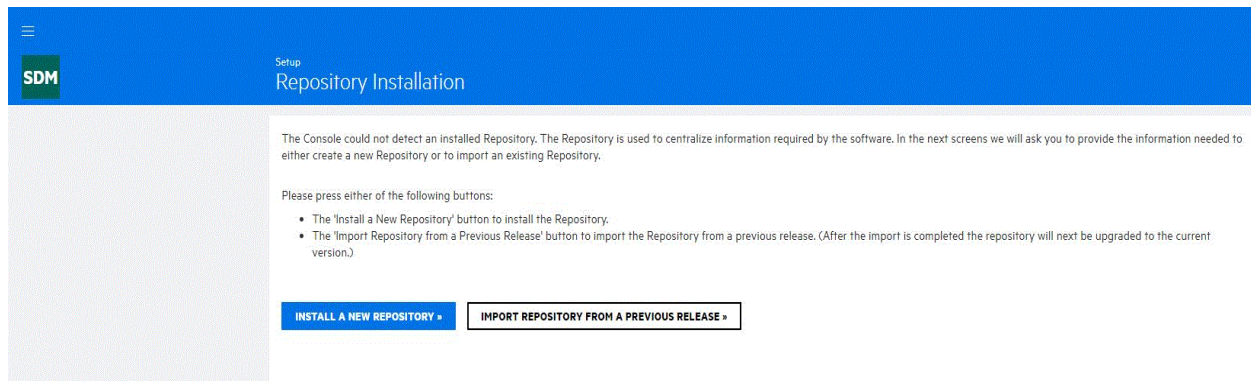 SDM
Setup
Repository Installation
The Console could not detect an installed Repository. The Repository is used to centralize information required by the software. In the next screens we will ask you to provide the information needed to
either create a new Repository or to import an existing Repository.
Please press either of the following buttons:
• The 'Install a New Repository' button to install the Repository.
• The 'Import Repository from a Previous Release' button to import the Repository from a previous release. (After the import is completed the repository will next be upgraded to the current
version.)
INSTALL A NEW REPOSITORY » IMPORT REPOSITORY FROM A PREVIOUS RELEASE »